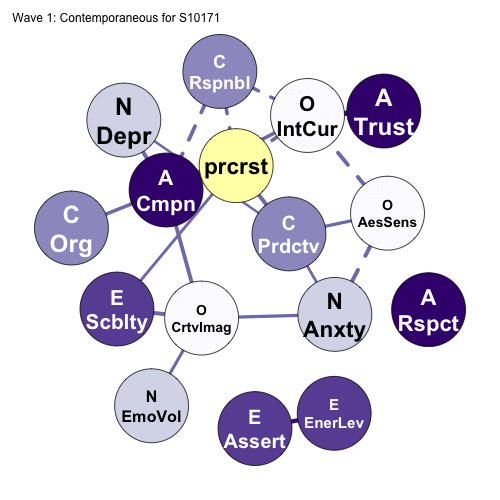 Wave 1: Contemporaneous for S10171
C
Rspnbl
N
Depr
O
IntCur
A
Trust
prcrst
A
Cmpn
C
Org
C
Prdctv
O
AesSens
E
Scblty
O
CrtvImag
N
Anxty
A
Rspct
N
EmoVol
E
Assert
E
EnerLev